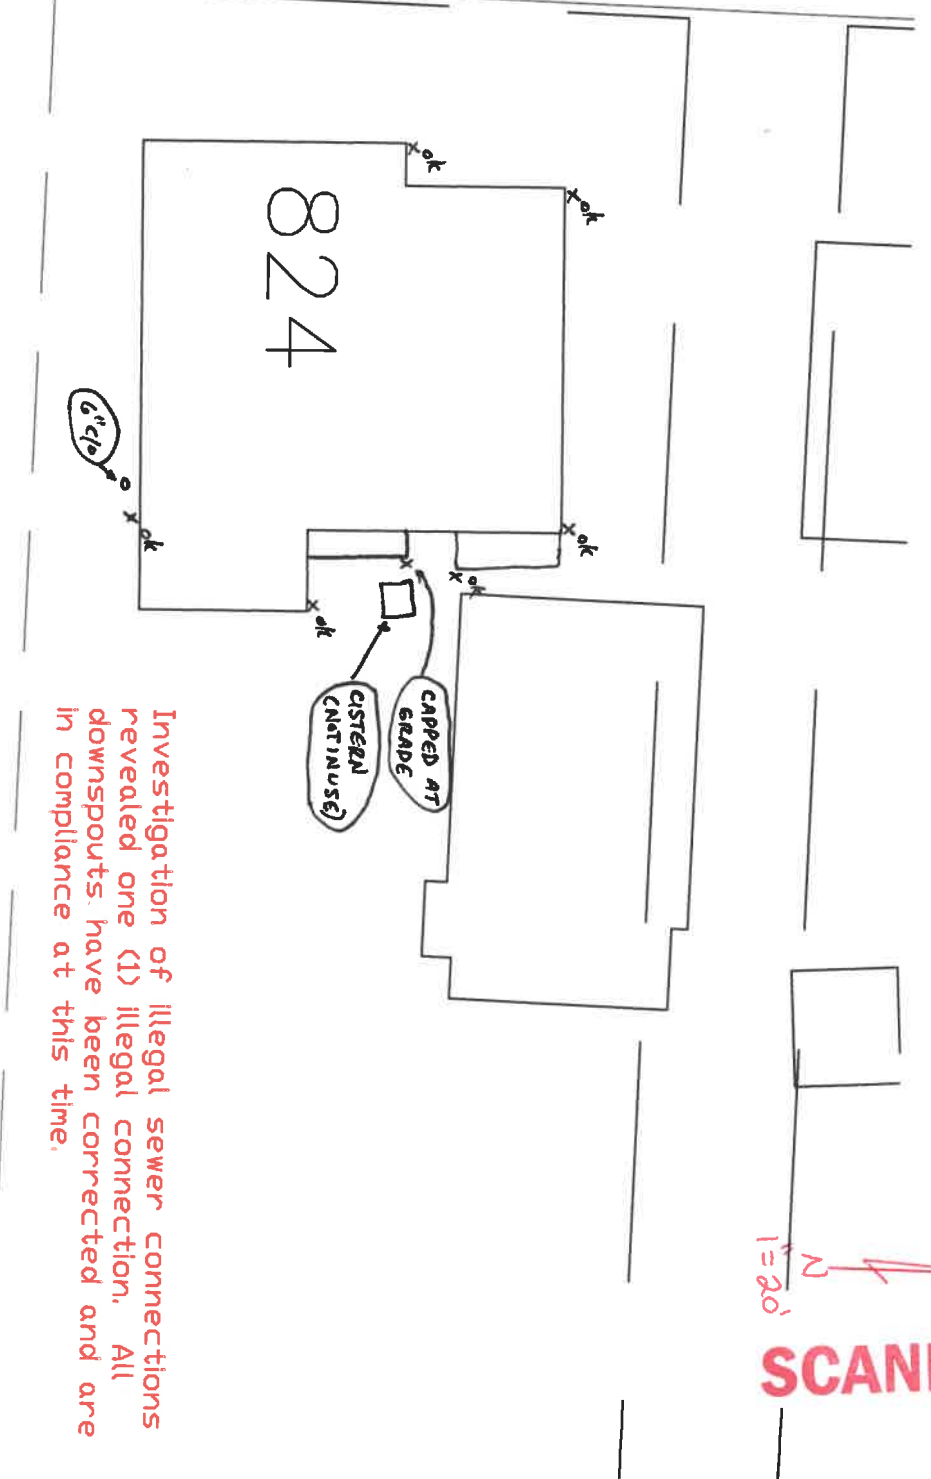 824
ok
ok
ok
ok
ok
ok
6" c/o
CAPPED AT
GRADE
CISTERN
(NOT IN USE)
Investigation of illegal sewer connections
revealed one (1) illegal connection. All
downspouts have been corrected and are
in compliance at this time.
N
1"=20'